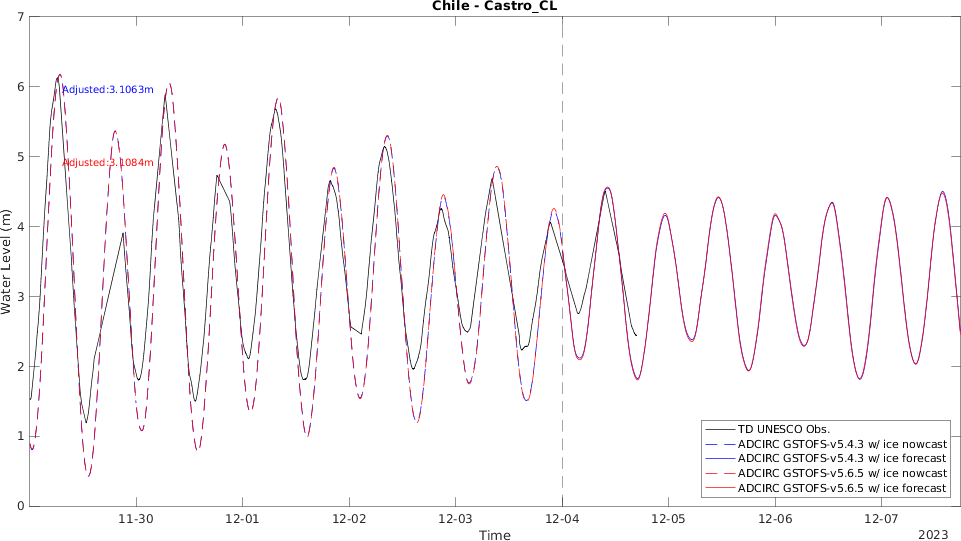 Chile - Castro_CL
Water Level (m)
7
6
5
4
3
2
1
0
Adjusted:3.1063m
Adjusted:3.1084m
TD UNESCO Obs.
ADCIRC GSTOFS-v5.4.3 w/ ice nowcast
ADCIRC GSTOFS-v5.4.3 w/ ice forecast
ADCIRC GSTOFS-v5.6.5 w/ ice nowcast
ADCIRC GSTOFS-v5.6.5 w/ ice forecast
11-30 12-01 12-02 12-03 12-04 12-05 12-06 12-07
Time
2023